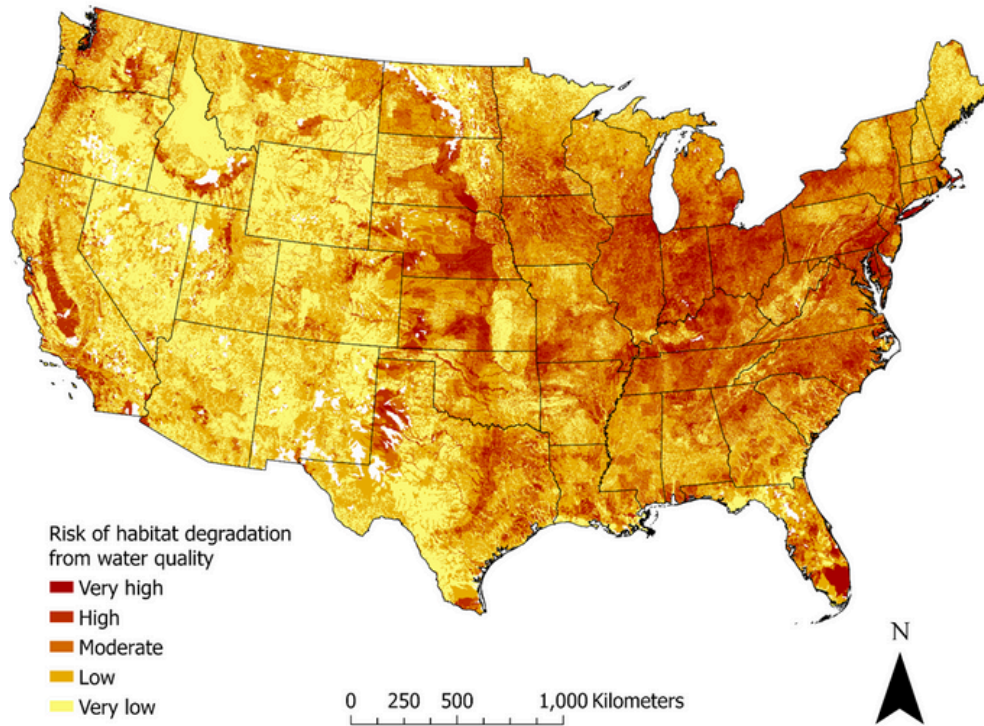 Risk of habitat degradation
from water quality
Very high
High
Moderate
Low
Very low
0 250 500 1,000 Kilometers
N